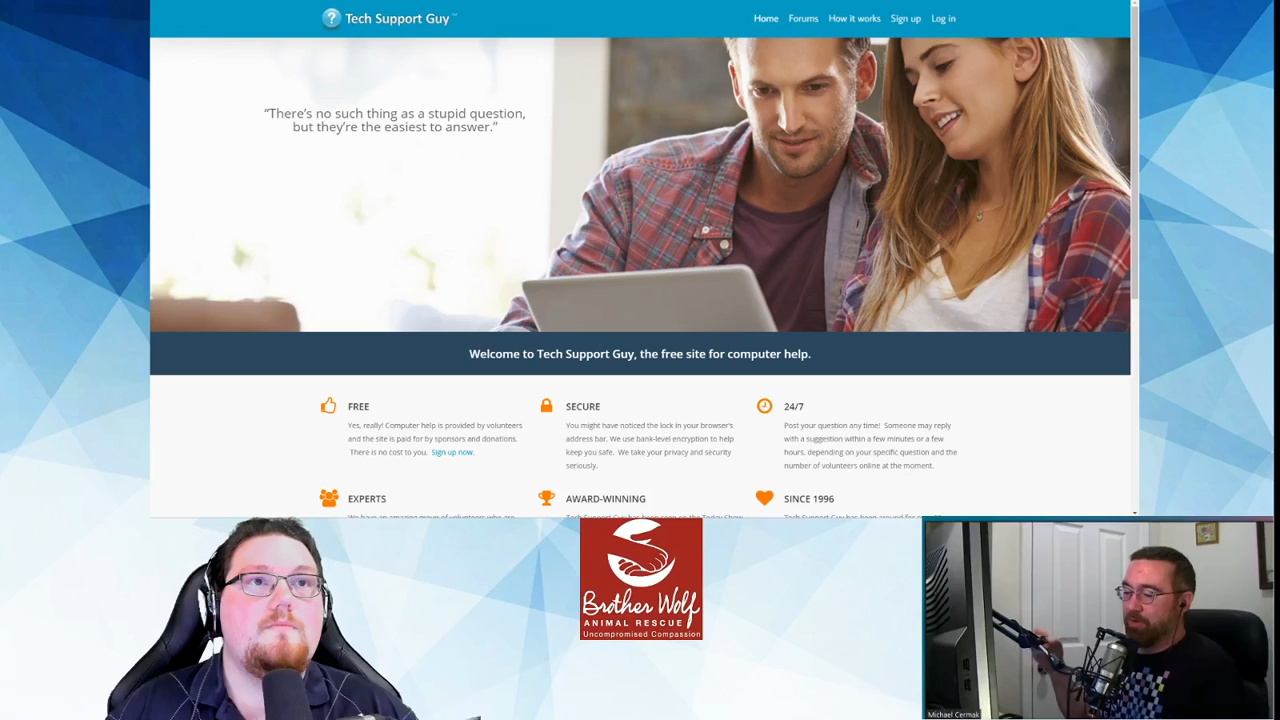 Tech Support Guy™
Home Forums How it works Sign up Log in
“There’s no such thing as a stupid question,
but they’re the easiest to answer.”
Welcome to Tech Support Guy, the free site for computer help.
FREE
Yes, really! Computer help is provided by volunteers
and the site is paid for by sponsors and donations.
There is no cost to you. Sign up now.
SECURE
You might have noticed the lock in your browser's
address bar. We use bank-level encryption to help
keep you safe. We take your privacy and security
seriously.
24/7
Post your question any time! Someone may reply
with a suggestion within a few minutes or a few
hours, depending on your specific question and the
number of volunteers online at the moment.
EXPERTS
AWARD-WINNING
SINCE 1996
Brother Wolf
ANIMAL RESCUE
Uncompromised Compassion
Michael Cermak